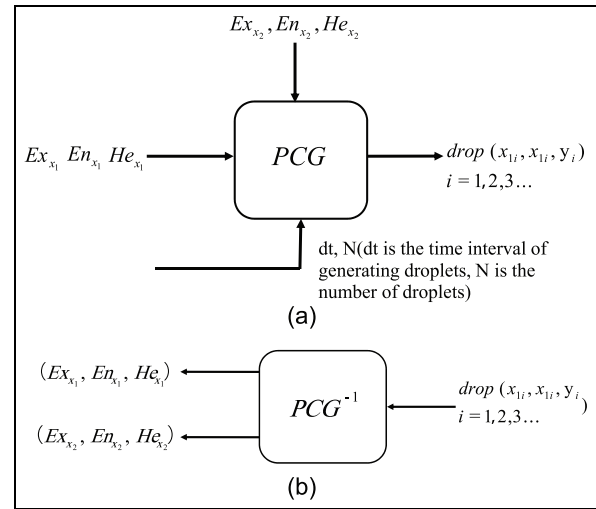 Ex_{x_2}, En_{x_2}, He_{x_2}
Ex_{x_1} En_{x_1} He_{x_1}
PCG
drop (x_{1i}, x_{1i}, y_i)
i = 1,2,3...
dt, N(dt is the time interval of
generating droplets, N is the
number of droplets)
(a)
(Ex_{x_1}, En_{x_1}, He_{x_1})
(Ex_{x_2}, En_{x_2}, He_{x_2})
PCG^{-1}
drop (x_{1i}, x_{1i}, y_i)
i = 1,2,3...
(b)